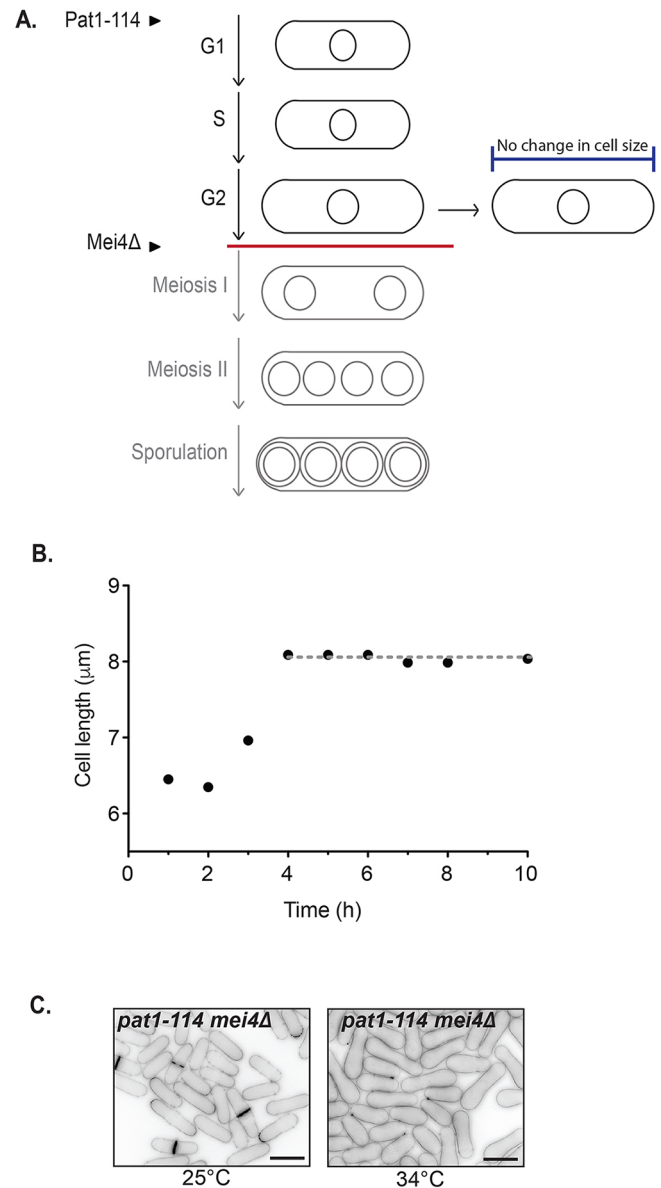 A.
Pat1-114
G1
S
No change in cell size
G2
Mei4Δ
Meiosis I
Meiosis II
Sporulation
B.
9
8
7
6
Cell length (μm)
0 2 4 6 8 10
Time (h)
C.
pat1-114 mei4Δ pat1-114 mei4Δ
25°C 34°C